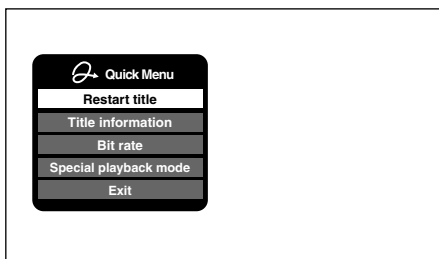 Quick Menu
Restart title
Title information
Bit rate
Special playback mode
Exit